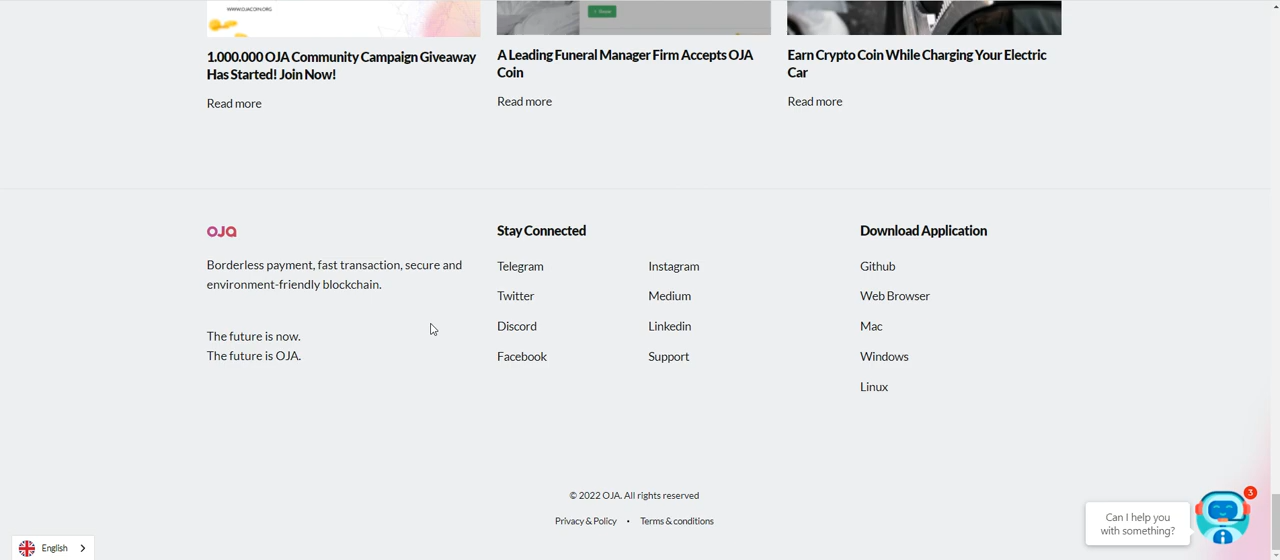 WWW.OJACOIN.ORG
1.000.000 OJA Community Campaign Giveaway
Has Started! Join Now!
Read more
A Leading Funeral Manager Firm Accepts OJA
Coin
Read more
Earn Crypto Coin While Charging Your Electric
Car
Read more
OJA
Borderless payment, fast transaction, secure and
environment-friendly blockchain.
The future is now.
The future is OJA.
Stay Connected
Telegram
Instagram
Twitter
Medium
Discord
Linkedin
Facebook
Support
Download Application
Github
Web Browser
Mac
Windows
Linux
© 2022 OJA. All rights reserved
Privacy & Policy • Terms & conditions
Can I help you
with something?
3
English